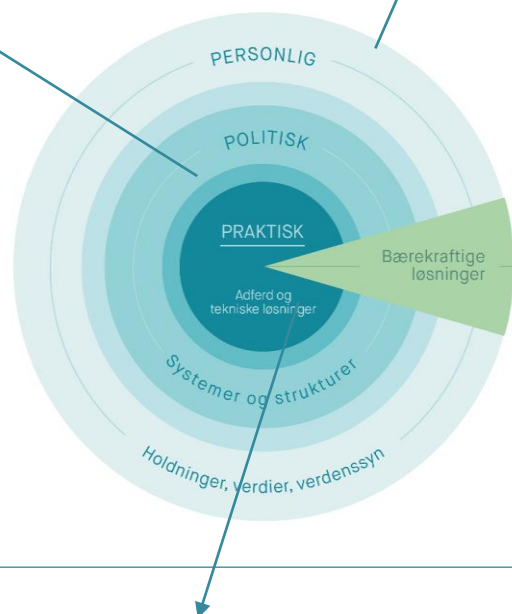 PERSONLIG
POLITISK
PRAKTISK
Bærekraftige
løsninger
Adferd og
tekniske løsninger
Systemer og strukturer
Holdninger, verdier, verdenssyn